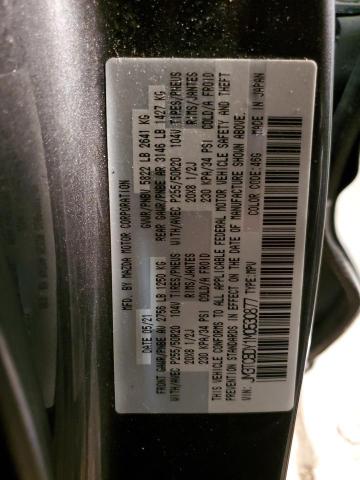 MFD. BY MAZDA MOTOR CORPORATION
DATE 05/21 GVWR/PNBV 5822 LB 2641 KG
FRONT GAWR/PNBE AV 2756 LB 1250 KG REAR GAWR/PNBE AR 3146 LB 1427 KG
WITH/AVEC P255/50R20 104V TIRES/PNEUS WITH/AVEC P255/50R20 104V TIRES/PNEUS
20X8 1/2J RIMS/JANTES 20X8 1/2J RIMS/JANTES
230 KPA/34 PSI COLD/A FROID 230 KPA/34 PSI COLD/A FROID
THIS VEHICLE CONFORMS TO ALL APPLICABLE FEDERAL MOTOR VEHICLE SAFETY AND THEFT
PREVENTION STANDARDS IN EFFECT ON THE DATE OF MANUFACTURE SHOWN ABOVE.
VIN: TYPE:MPV COLOR CODE:46G MADE IN JAPAN